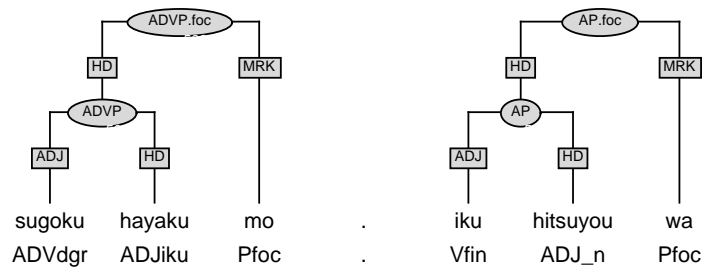 ADVP.foc AP.foc
HD MRK HD MRK
ADVP AP
ADJ HD ADJ HD
sugoku hayaku mo . iku hitsuyou wa
ADVdgr ADJiku Pfoc . Vfin ADJ_n Pfoc